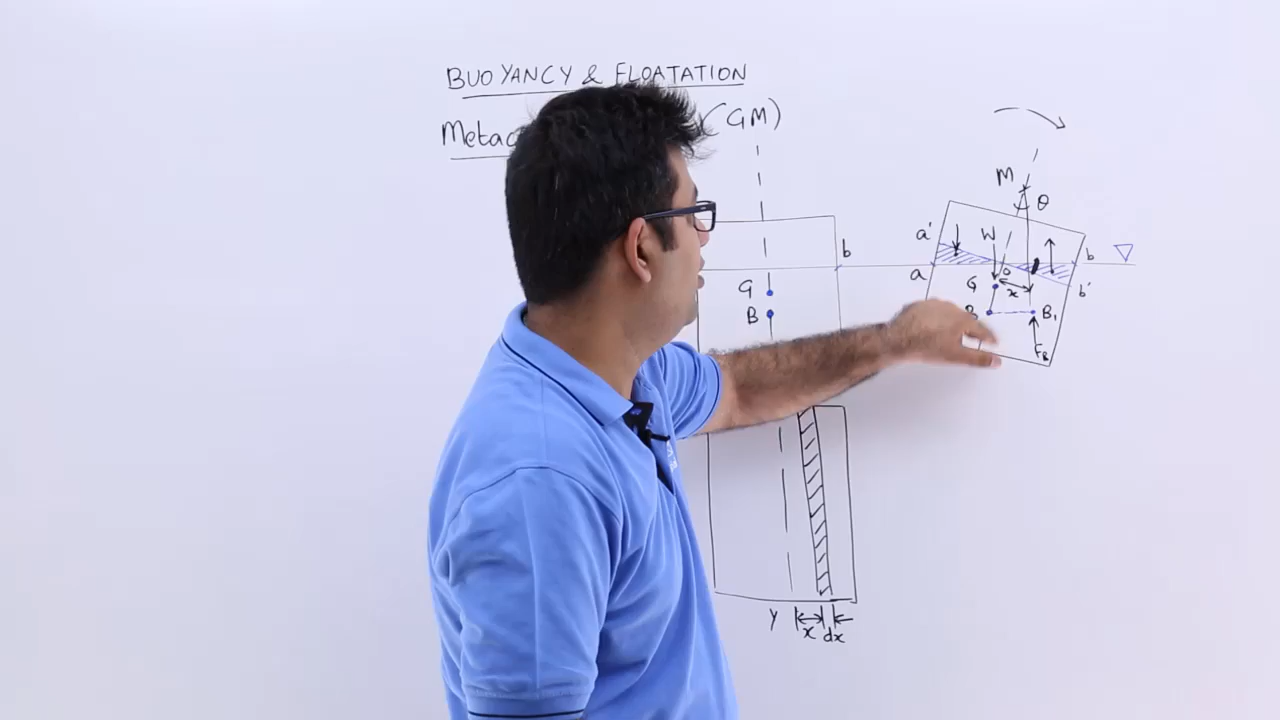 BUOYANCY & FLOATATION
(GM)
M
θ
a'
W
b
b
a
G
G
x
b'
B
B₁
F_B
Y
x
dx